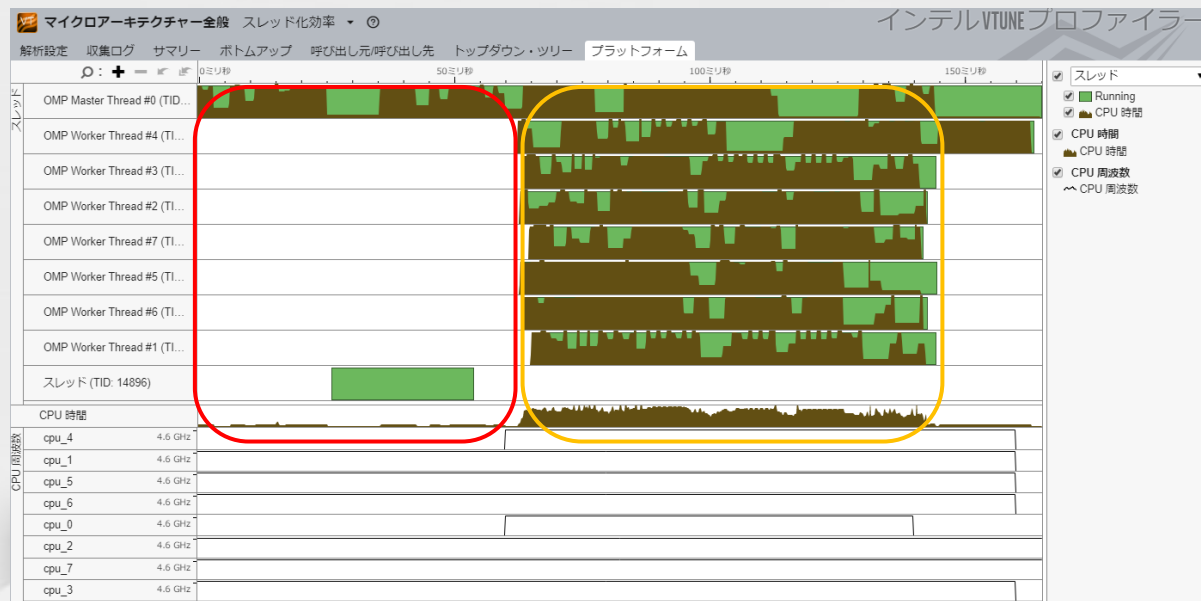 マイクロアーキテクチャー全般 スレッド化効率
インテル VTUNEプロファイラー
解析設定 収集ログ サマリー ボトムアップ 呼び出し元/呼び出し先 トップダウン・ツリー プラットフォーム
0ミリ秒 50ミリ秒 100ミリ秒 150ミリ秒
スレッド
OMP Master Thread #0 (TID...
OMP Worker Thread #4 (TI...
OMP Worker Thread #3 (TI...
OMP Worker Thread #2 (TI...
OMP Worker Thread #7 (TI...
OMP Worker Thread #5 (TI...
OMP Worker Thread #6 (TI...
OMP Worker Thread #1 (TI...
スレッド (TID: 14896)
CPU 時間
CPU 周波数
cpu_4 4.6 GHz
cpu_1 4.6 GHz
cpu_5 4.6 GHz
cpu_6 4.6 GHz
cpu_0 4.6 GHz
cpu_2 4.6 GHz
cpu_7 4.6 GHz
cpu_3 4.6 GHz
スレッド
Running
CPU 時間
CPU 時間
CPU 時間
CPU 周波数
CPU 周波数